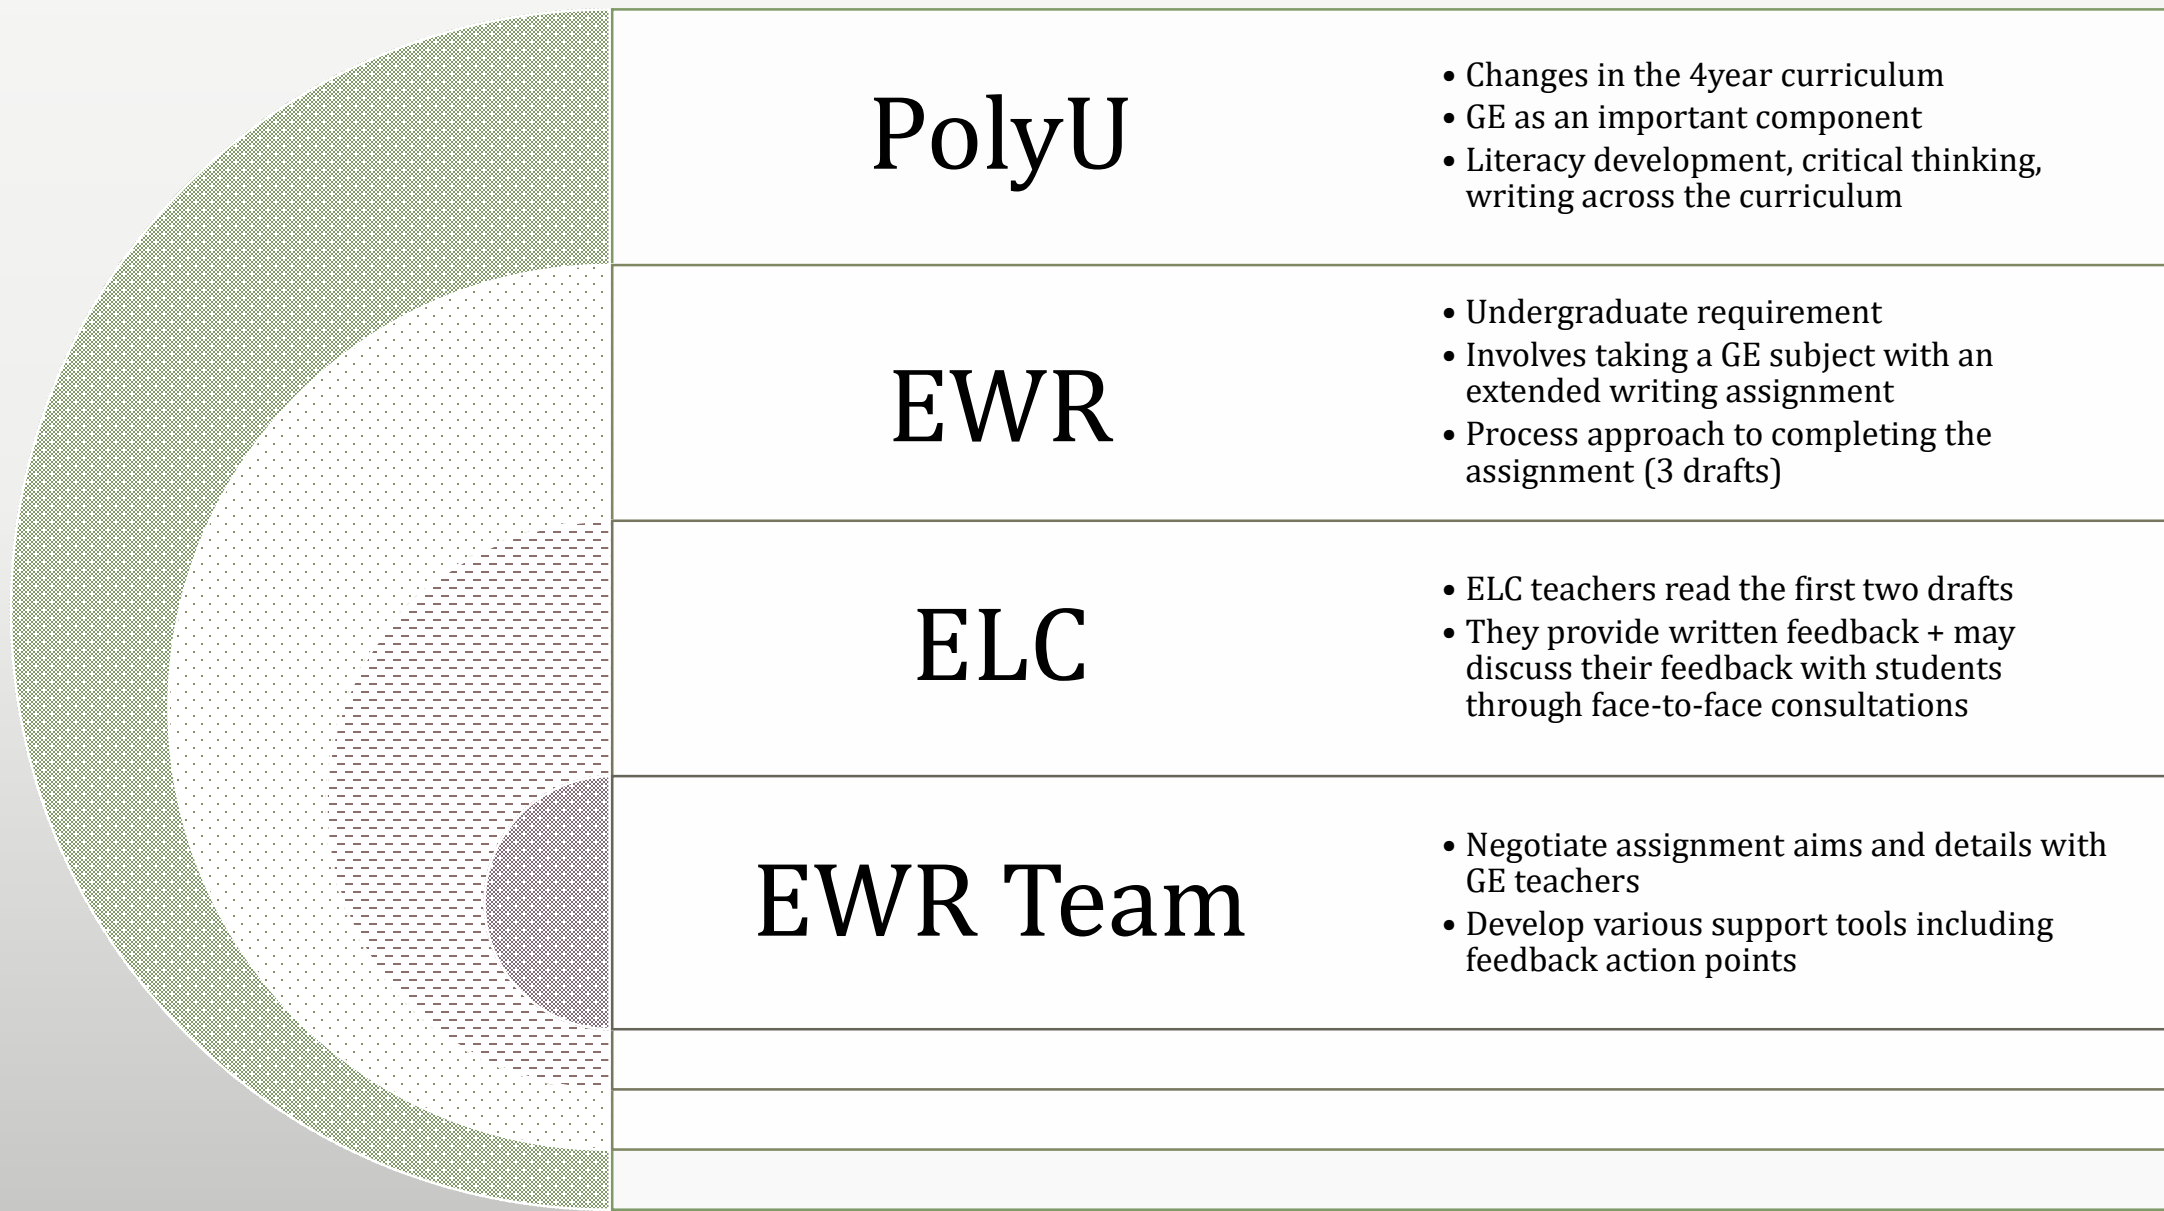 PolyU
• Changes in the 4year curriculum
• GE as an important component
• Literacy development, critical thinking,
writing across the curriculum
EWR
• Undergraduate requirement
• Involves taking a GE subject with an
extended writing assignment
• Process approach to completing the
assignment (3 drafts)
ELC
• ELC teachers read the first two drafts
• They provide written feedback + may
discuss their feedback with students
through face-to-face consultations
EWR Team
• Negotiate assignment aims and details with
GE teachers
• Develop various support tools including
feedback action points